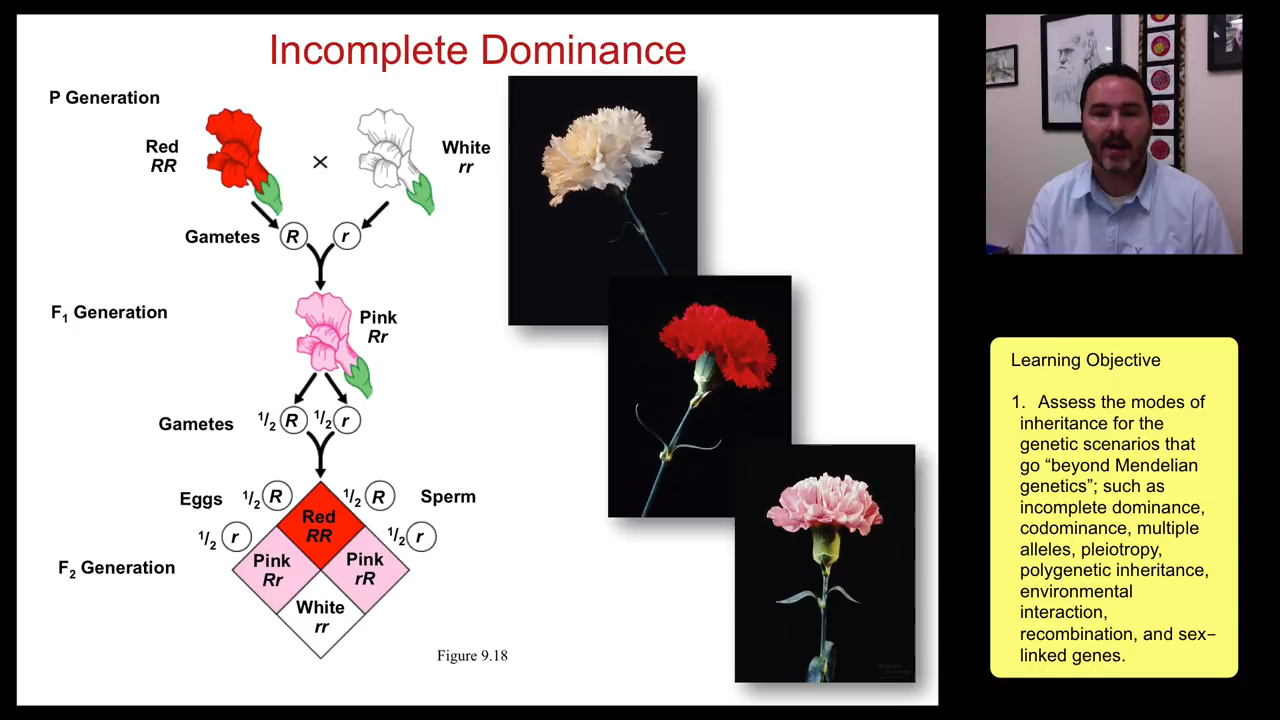 Incomplete Dominance
P Generation
Red
RR
×
White
rr
Gametes R r
F1 Generation
Pink
Rr
Gametes 1/2 R 1/2 r
Eggs 1/2 R 1/2 R Sperm
1/2 r 1/2 r
Red
RR
F2 Generation
Pink
Rr
Pink
rR
White
rr
Figure 9.18
Learning Objective
1. Assess the modes of
inheritance for the
genetic scenarios that
go “beyond Mendelian
genetics”; such as
incomplete dominance,
codominance, multiple
alleles, pleiotropy,
polygenetic inheritance,
environmental
interaction,
recombination, and sex–
linked genes.